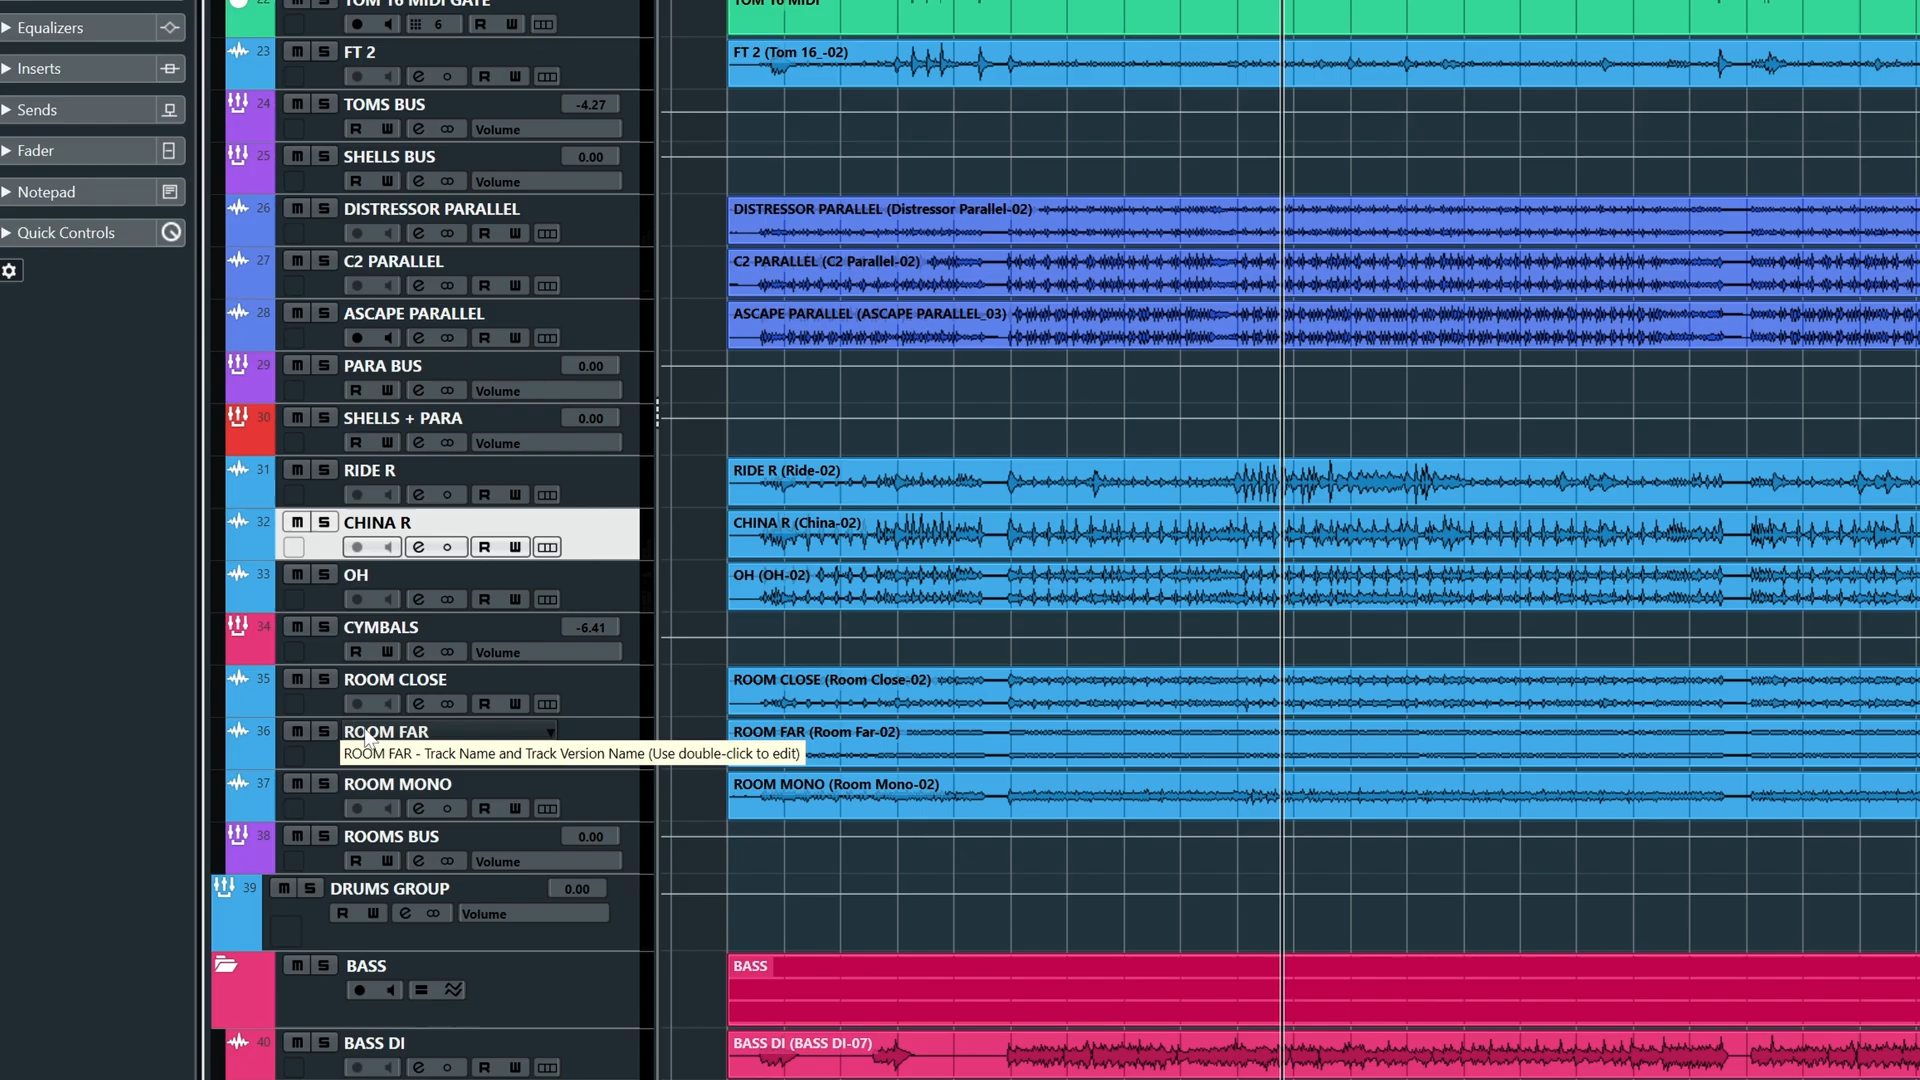 22 m S TOM 16 MIDI GATE
6 R W
TOM 16 MIDI
Equalizers
Inserts
Sends
Fader
Notepad
Quick Controls
23 m S FT 2
e R W
FT 2 (Tom 16_-02)
24 m S TOMS BUS -4.27
R W e Volume
25 m S SHELLS BUS 0.00
R W e Volume
26 m S DISTRESSOR PARALLEL
e R W
DISTRESSOR PARALLEL (Distressor Parallel-02)
27 m S C2 PARALLEL
e R W
C2 PARALLEL (C2 Parallel-02)
28 m S ASCAPE PARALLEL
e R W
ASCAPE PARALLEL (ASCAPE PARALLEL_03)
29 m S PARA BUS 0.00
R W e Volume
30 m S SHELLS + PARA 0.00
R W e Volume
31 m S RIDE R
e R W
RIDE R (Ride-02)
32 m S CHINA R
e R W
CHINA R (China-02)
33 m S OH
e R W
OH (OH-02)
34 m S CYMBALS -6.41
R W e Volume
35 m S ROOM CLOSE
e R W
ROOM CLOSE (Room Close-02)
36 m S ROOM FAR
ROOM FAR - Track Name and Track Version Name (Use double-click to edit)
ROOM FAR (Room Far-02)
37 m S ROOM MONO
e R W
ROOM MONO (Room Mono-02)
38 m S ROOMS BUS 0.00
R W e Volume
39 m S DRUMS GROUP 0.00
R W e Volume
m S BASS
BASS
40 m S BASS DI
e R W
BASS DI (BASS DI-07)